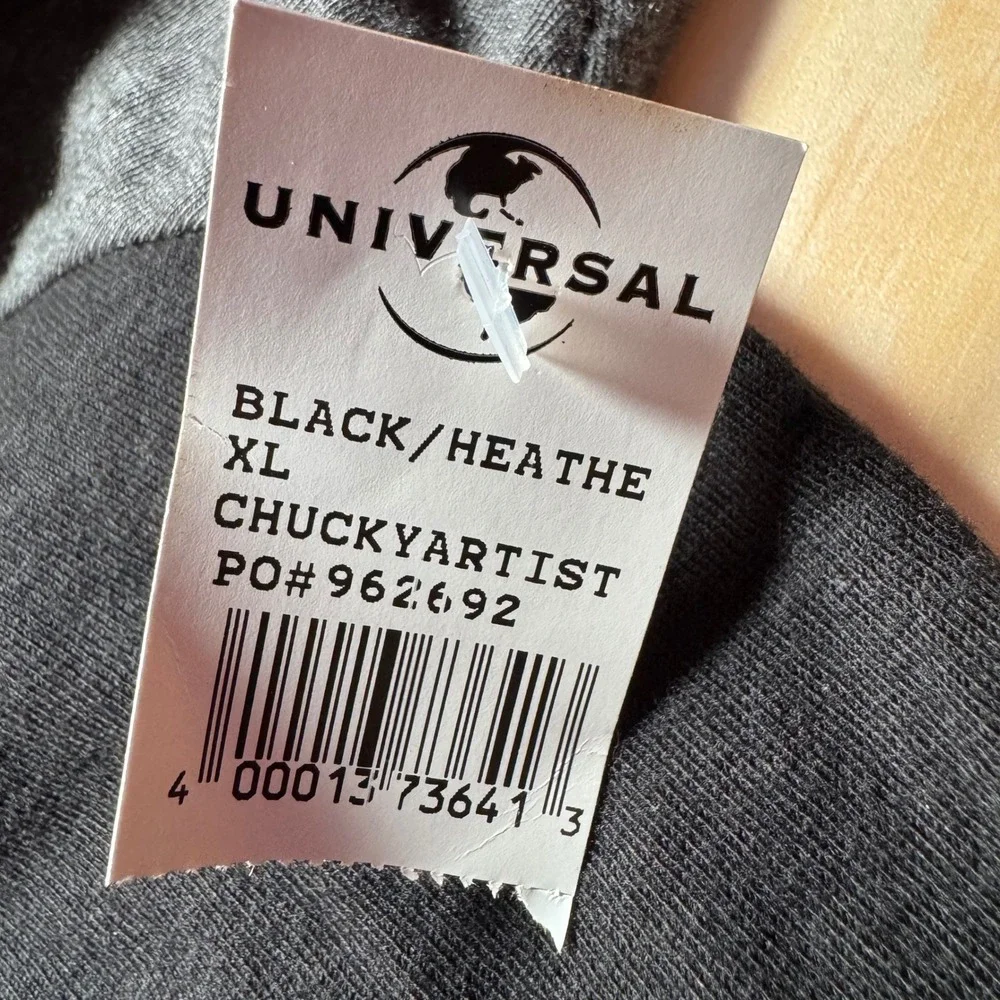 UNIVERSAL
BLACK/HEATHE
XL
CHUCKYARTIST
PO#962692
4 00013 73641 3